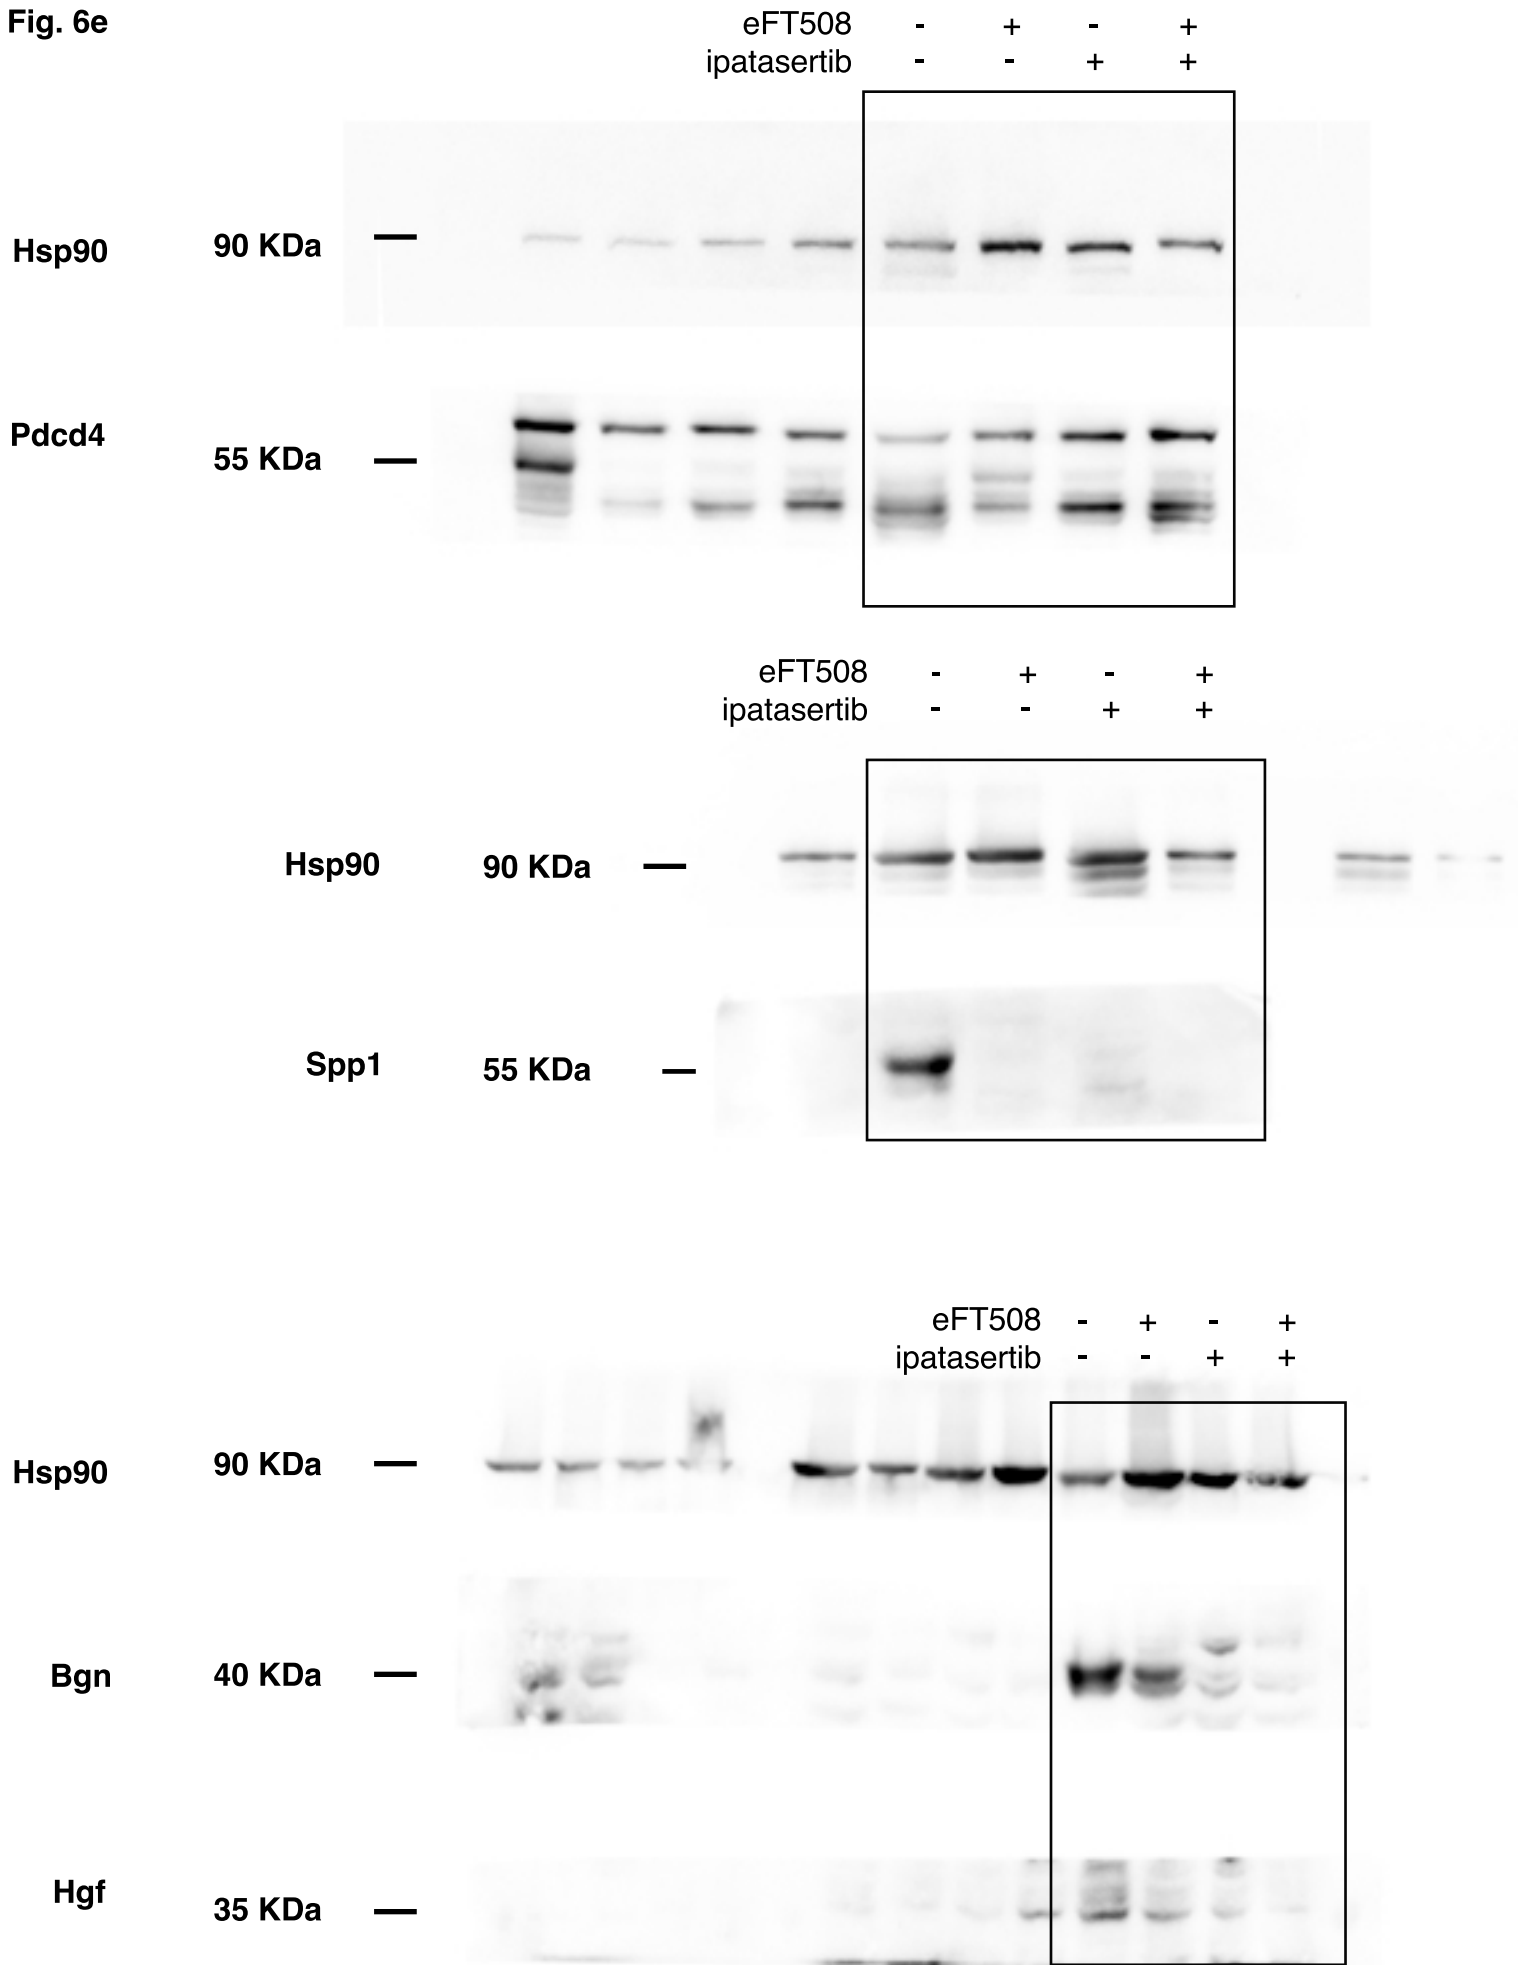 Fig. 6e
eFT508 - + - +
ipatasertib - - + +
Hsp90 90 KDa
Pdcd4
55 KDa
eFT508 - + - +
ipatasertib - - + +
Hsp90 90 KDa
Spp1 55 KDa
eFT508 - + - +
ipatasertib - - + +
Hsp90 90 KDa
Bgn 40 KDa
Hgf
35 KDa